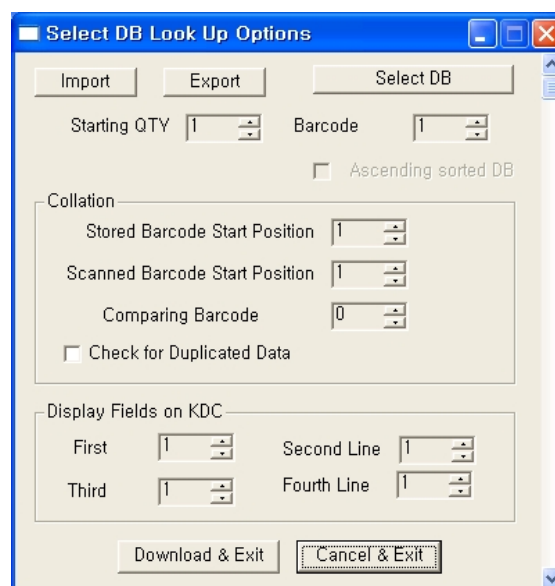 Select DB Look Up Options
Import Export Select DB
Starting QTY 1 Barcode 1
Ascending sorted DB
Collation
Stored Barcode Start Position 1
Scanned Barcode Start Position 1
Comparing Barcode 0
Check for Duplicated Data
Display Fields on KDC
First 1 Second Line 1
Third 1 Fourth Line 1
Download & Exit Cancel & Exit